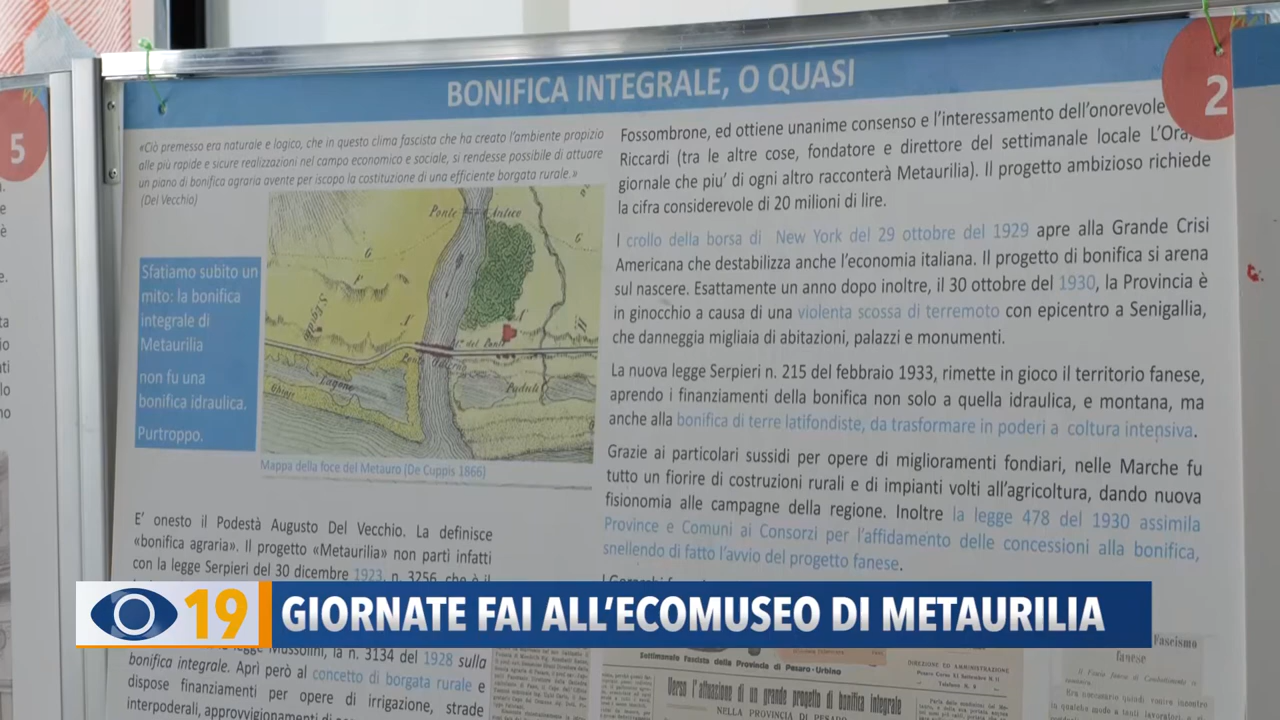 BONIFICA INTEGRALE, O QUASI
2
5
«Ciò premesso era naturale e logico, che in questo clima fascista che ha creato l'ambiente propizio
alle più rapide e sicure realizzazioni nel campo economico e sociale, si rendesse possibile di attuare
un piano di bonifica agraria avente per iscopo la costituzione di una efficiente borgata rurale.»
(Del Vecchio)
Sfatiamo subito un
mito: la bonifica
integrale di
Metaurilia
non fu una
bonifica idraulica.
Purtroppo.
Ponte Antico
Lagone
Paduli
Mappa della foce del Metauro (De Cuppis 1866)
E' onesto il Podestà Augusto Del Vecchio. La definisce
«bonifica agraria». Il progetto «Metaurilia» non parti infatti
con la legge Serpieri del 30 dicembre 1923, n. 3256, che è il
legge Mussolini, la n. 3134 del 1928 sulla
bonifica integrale. Aprì però al concetto di borgata rurale e
dispose finanziamenti per opere di irrigazione, strade
interpoderali, approvvigionamenti di
Fossombrone, ed ottiene unanime consenso e l'interessamento dell'onorevole
Riccardi (tra le altre cose, fondatore e direttore del settimanale locale L'Ora,
giornale che piu' di ogni altro racconterà Metaurilia). Il progetto ambizioso richiede
la cifra considerevole di 20 milioni di lire.
I crollo della borsa di New York del 29 ottobre del 1929 apre alla Grande Crisi
Americana che destabilizza anche l'economia italiana. Il progetto di bonifica si arena
sul nascere. Esattamente un anno dopo inoltre, il 30 ottobre del 1930, la Provincia è
in ginocchio a causa di una violenta scossa di terremoto con epicentro a Senigallia,
che danneggia migliaia di abitazioni, palazzi e monumenti.
La nuova legge Serpieri n. 215 del febbraio 1933, rimette in gioco il territorio fanese,
aprendo i finanziamenti della bonifica non solo a quella idraulica, e montana, ma
anche alla bonifica di terre latifondiste, da trasformare in poderi a coltura intensiva.
Grazie ai particolari sussidi per opere di miglioramenti fondiari, nelle Marche fu
tutto un fiorire di costruzioni rurali e di impianti volti all'agricoltura, dando nuova
fisionomia alle campagne della regione. Inoltre la legge 478 del 1930 assimila
Province e Comuni ai Consorzi per l'affidamento delle concessioni alla bonifica,
snellendo di fatto l'avvio del progetto fanese.
19 GIORNATE FAI ALL'ECOMUSEO DI METAURILIA
Settimanale Fascista della Provincia di Pesaro-Urbino
DIREZIONE ED AMMINISTRAZIONE
Verso l'attuazione di un grande progetto di bonifica integrale
NELLA PROVINCIA DI PESARO
Fascismo
fanese